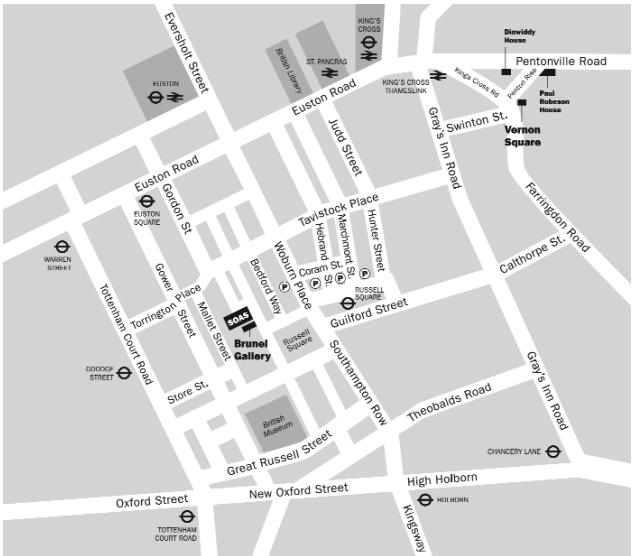 Eversholt Street
KING'S
CROSS
Dinwiddy
House
British Library
ST. PANCRAS
Pentonville Road
EUSTON
KING'S CROSS
THAMESLINK
Kings Cross Rd
Penton Rise
Paul
Robeson
House
Euston Road
Gray's Inn Road
Swinton St.
Vernon
Square
Judd Street
Euston Road
Gordon St
EUSTON
SQUARE
Tavistock Place
Farringdon Road
WARREN
STREET
Hebrand
St.
Marchmont St.
Hunter Street
Woburn Place
Coram St.
P
P
P
P
Calthorpe St.
Bedford Way
Gower
Street
Torrington Place
Mallet Street
RUSSELL
SQUARE
Tottenham Court Road
SOAS
Brunel
Gallery
Russell
Square
Guilford Street
GOODGE
STREET
Store St.
Southampton Row
Gray's Inn Road
Theobalds Road
British
Museum
Great Russell Street
CHANCERY LANE
Oxford Street
New Oxford Street
High Holborn
HOLBORN
Kingsway
TOTTENHAM
COURT ROAD